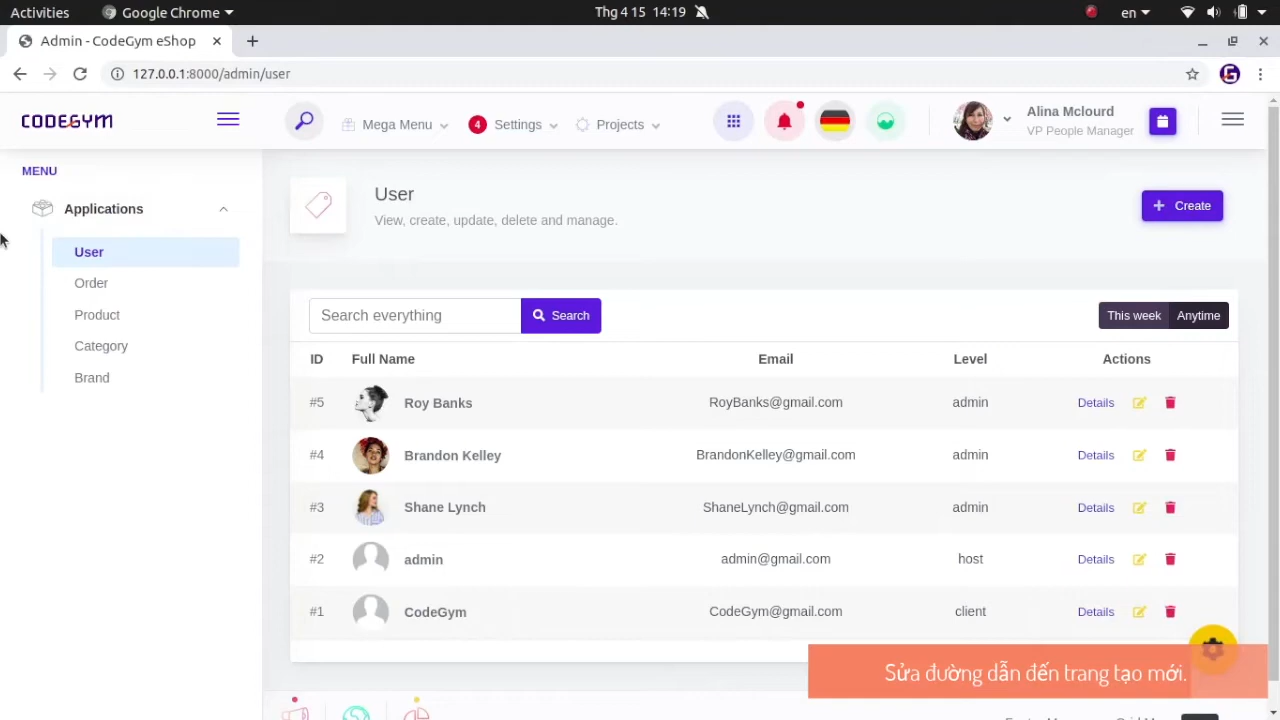 Activities Google Chrome Thg 4 15 14:19 en
Admin - CodeGym eShop
127.0.0.1:8000/admin/user
CODEGYM Mega Menu 4 Settings Projects Alina Mclourd
VP People Manager
MENU
Applications
User
Order
Product
Category
Brand
User
View, create, update, delete and manage.
Create
Search everything Search This week Anytime
ID Full Name Email Level Actions
#5 Roy Banks RoyBanks@gmail.com admin Details
#4 Brandon Kelley BrandonKelley@gmail.com admin Details
#3 Shane Lynch ShaneLynch@gmail.com admin Details
#2 admin admin@gmail.com host Details
#1 CodeGym CodeGym@gmail.com client Details
Sửa đường dẫn đến trang tạo mới.